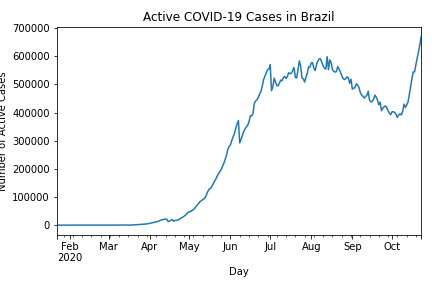 Active COVID-19 Cases in Brazil
700000
600000
500000
400000
300000
200000
100000
0
Number of Active Cases
Feb Mar Apr May Jun Jul Aug Sep Oct
2020
Day